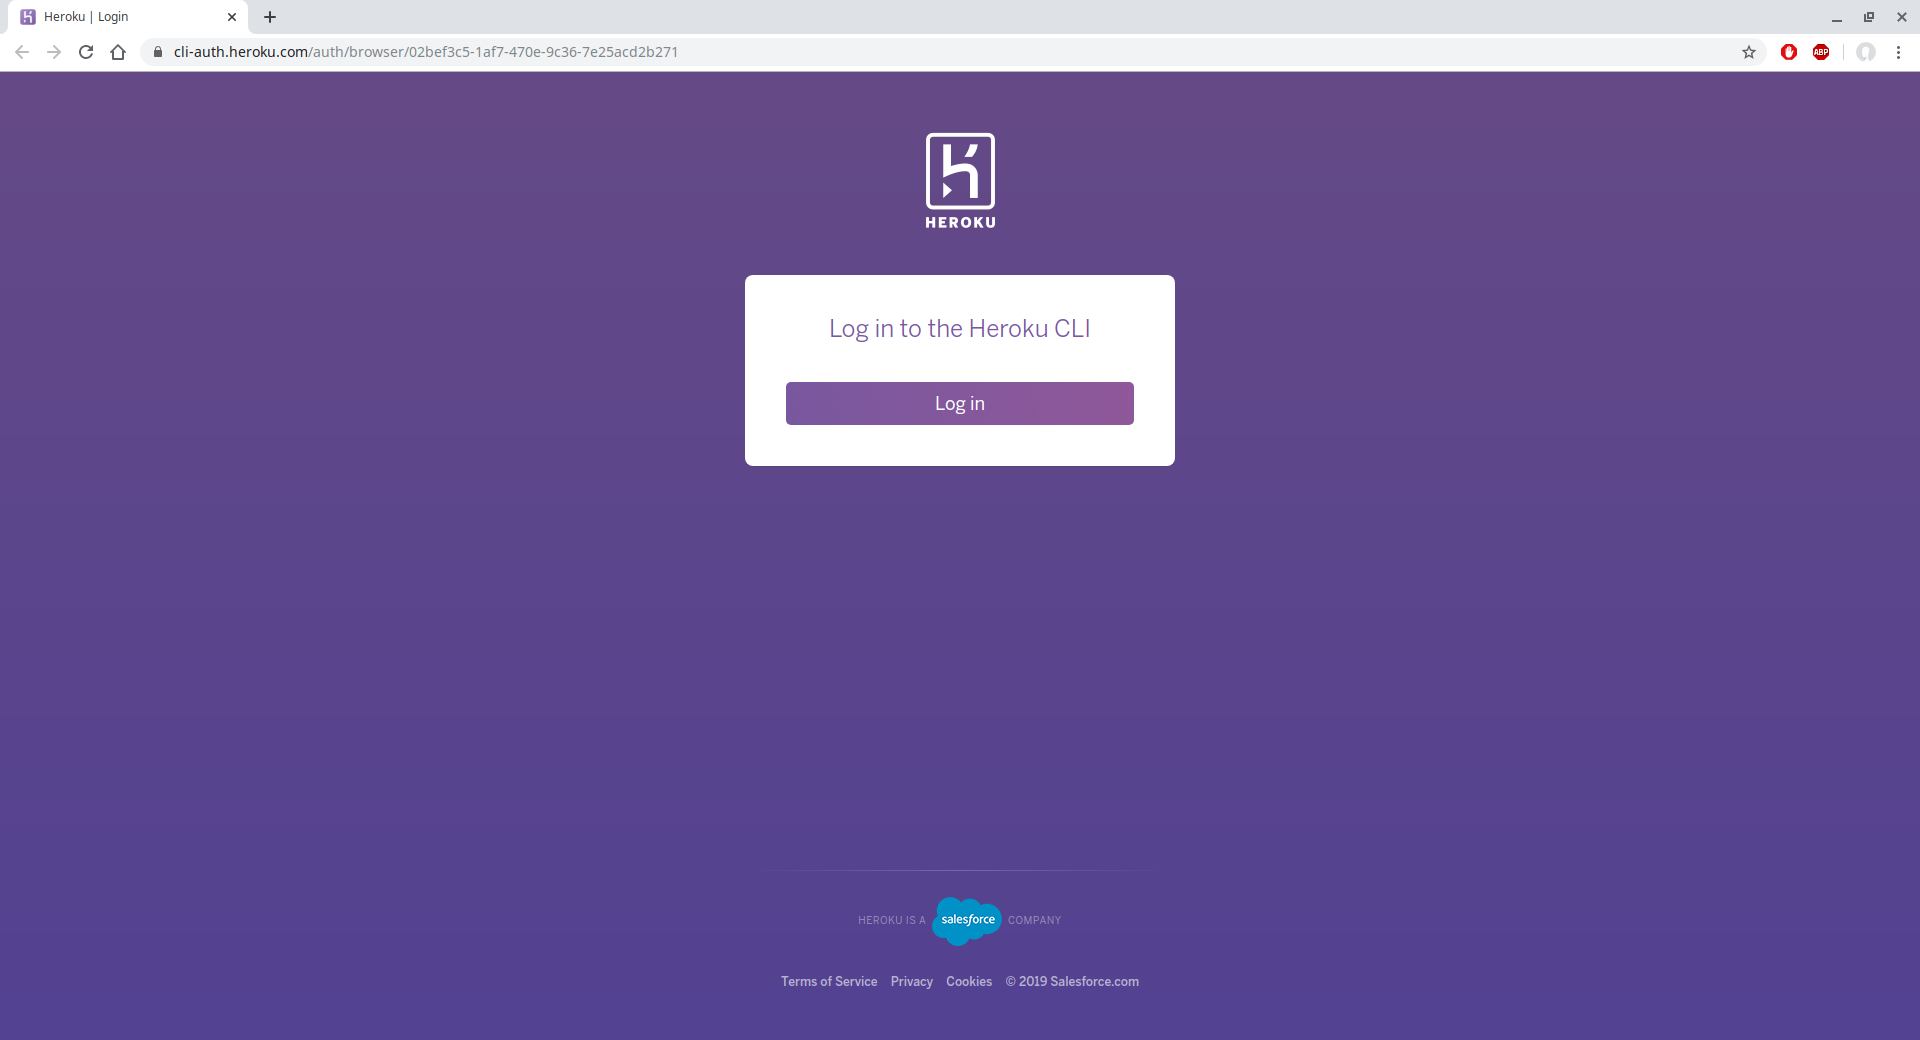 Heroku | Login
cli-auth.heroku.com/auth/browser/02bef3c5-1af7-470e-9c36-7e25acd2b271
ABP
HEROKU
Log in to the Heroku CLI
Log in
HEROKU IS A salesforce COMPANY
Terms of Service Privacy Cookies © 2019 Salesforce.com